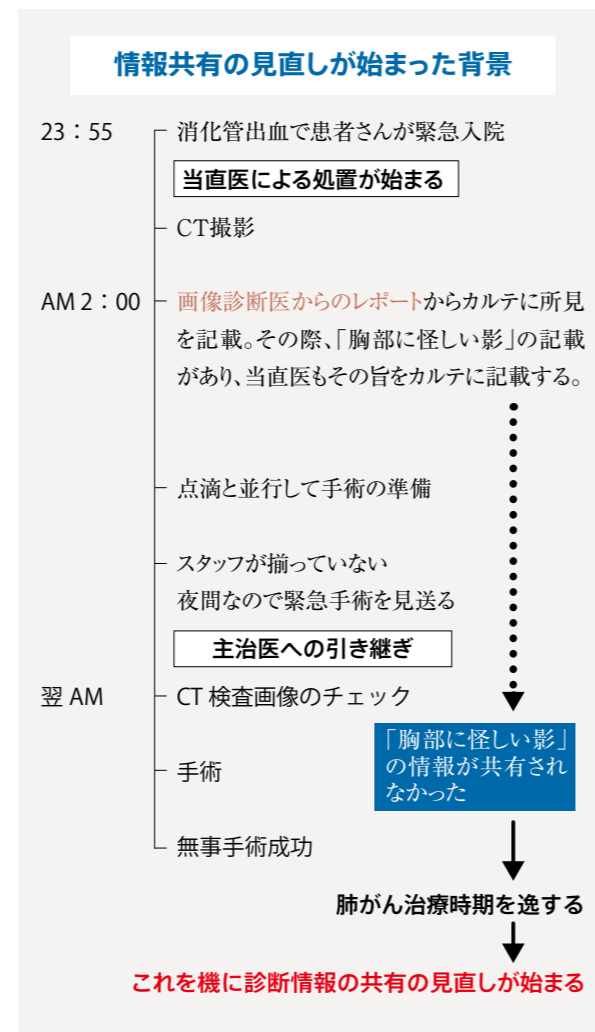 情報共有の見直しが始まった背景
23：55
消化管出血で患者さんが緊急入院
当直医による処置が始まる
CT撮影
AM 2：00
画像診断医からのレポートからカルテに所見
を記載。その際、「胸部に怪しい影」の記載
があり、当直医もその旨をカルテに記載する。
点滴と並行して手術の準備
スタッフが揃っていない
夜間なので緊急手術を見送る
主治医への引き継ぎ
翌 AM
CT 検査画像のチェック
「胸部に怪しい影」
の情報が共有され
なかった
手術
無事手術成功
肺がん治療時期を逸する
これを機に診断情報の共有の見直しが始まる